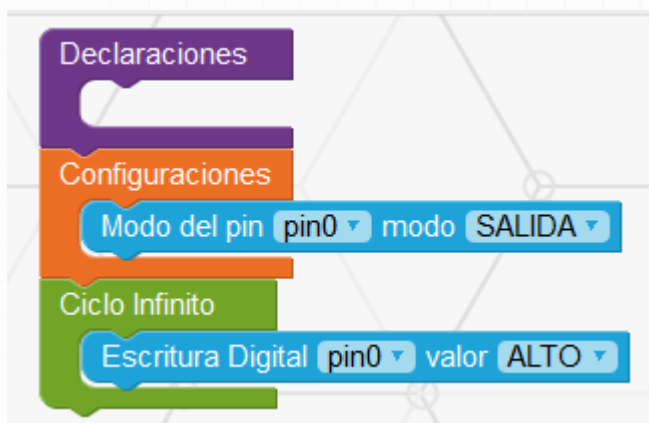 Declaraciones
Configuraciones
Modo del pin pin0 modo SALIDA
Ciclo Infinito
Escritura Digital pin0 valor ALTO